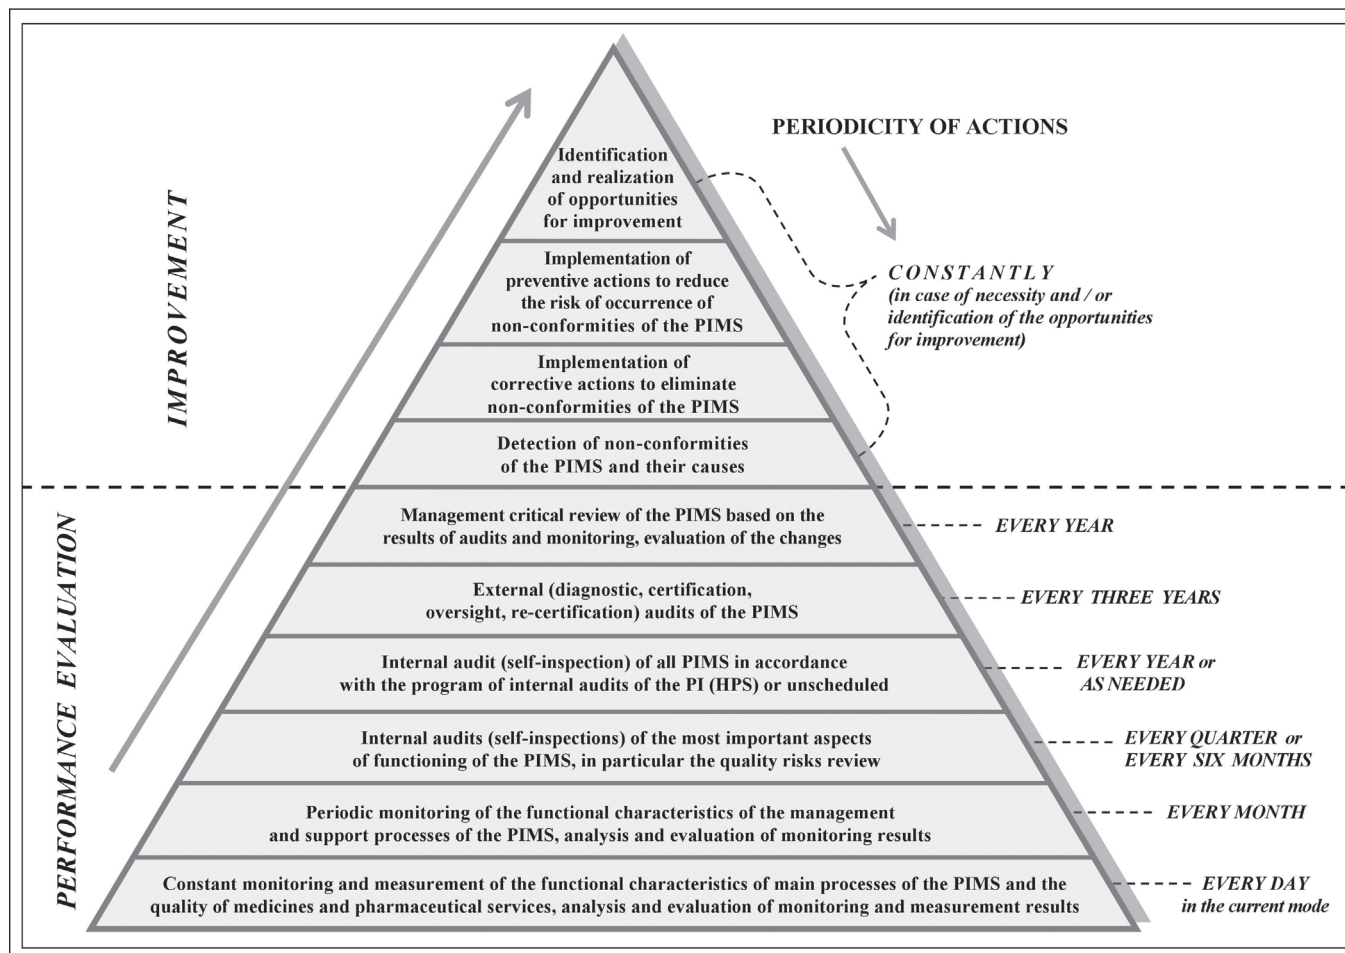 PERIODICITY OF ACTIONS
IMPROVEMENT
Identification
and realization
of opportunities
for improvement
Implementation of
preventive actions to reduce
the risk of occurrence of
non-conformities of the PIMS
CONSTANTLY
(in case of necessity and / or
identification of the opportunities
for improvement)
Implementation of
corrective actions to eliminate
non-conformities of the PIMS
Detection of non-conformities
of the PIMS and their causes
PERFORMANCE EVALUATION
Management critical review of the PIMS based on the
results of audits and monitoring, evaluation of the changes
EVERY YEAR
External (diagnostic, certification,
oversight, re-certification) audits of the PIMS
EVERY THREE YEARS
Internal audit (self-inspection) of all PIMS in accordance
with the program of internal audits of the PI (HPS) or unscheduled
EVERY YEAR or
AS NEEDED
Internal audits (self-inspections) of the most important aspects
of functioning of the PIMS, in particular the quality risks review
EVERY QUARTER or
EVERY SIX MONTHS
Periodic monitoring of the functional characteristics of the management
and support processes of the PIMS, analysis and evaluation of monitoring results
EVERY MONTH
Constant monitoring and measurement of the functional characteristics of main processes of the PIMS and the
quality of medicines and pharmaceutical services, analysis and evaluation of monitoring and measurement results
EVERY DAY
in the current mode